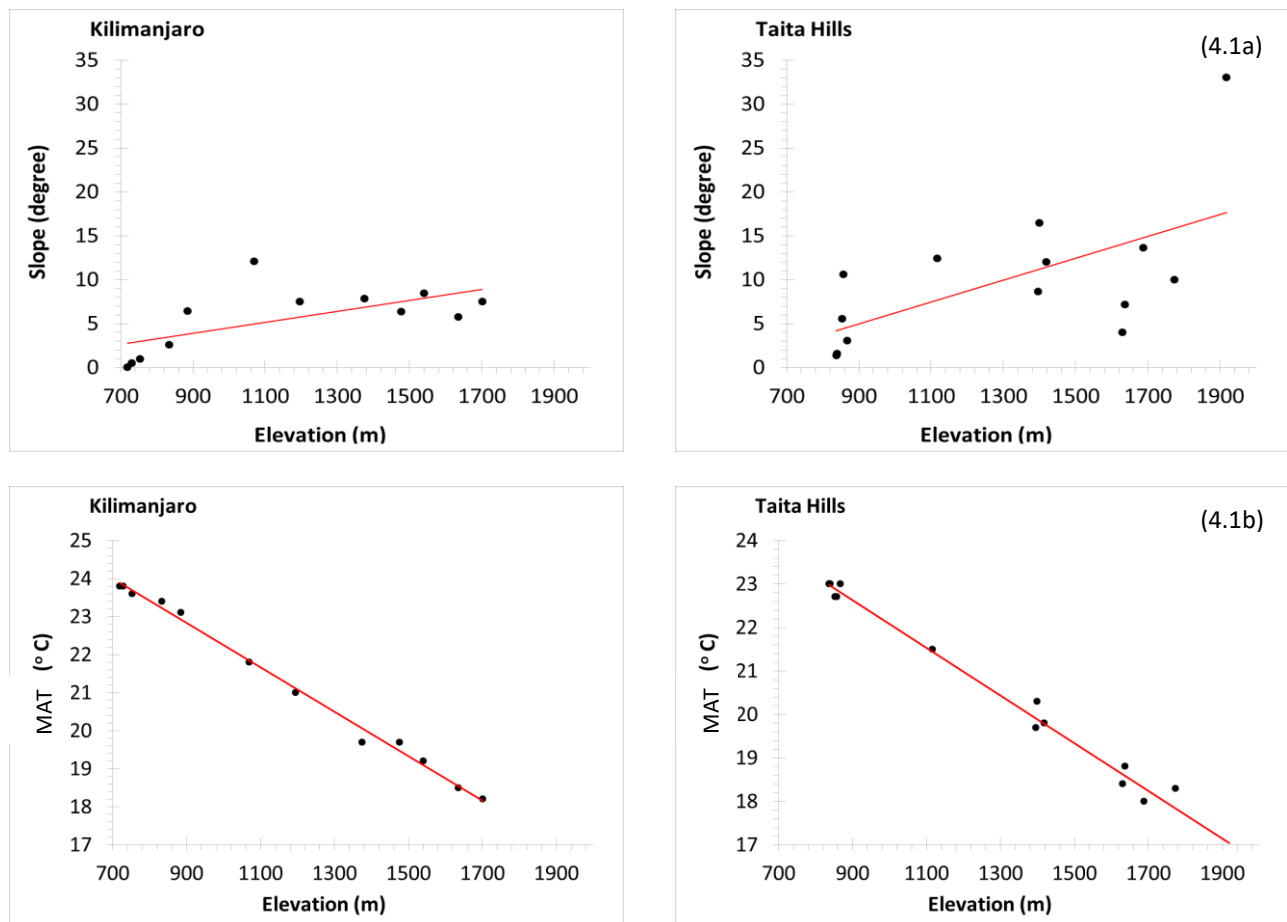 Kilimanjaro
35
30
25
20
15
10
5
0
Slope (degree)
700 900 1100 1300 1500 1700 1900
Elevation (m)
Taita Hills
(4.1a)
35
30
25
20
15
10
5
0
Slope (degree)
700 900 1100 1300 1500 1700 1900
Elevation (m)
Kilimanjaro
25
24
23
22
21
20
19
18
17
MAT (° C)
700 900 1100 1300 1500 1700 1900
Elevation (m)
Taita Hills
(4.1b)
24
23
22
21
20
19
18
17
MAT (° C)
700 900 1100 1300 1500 1700 1900
Elevation (m)